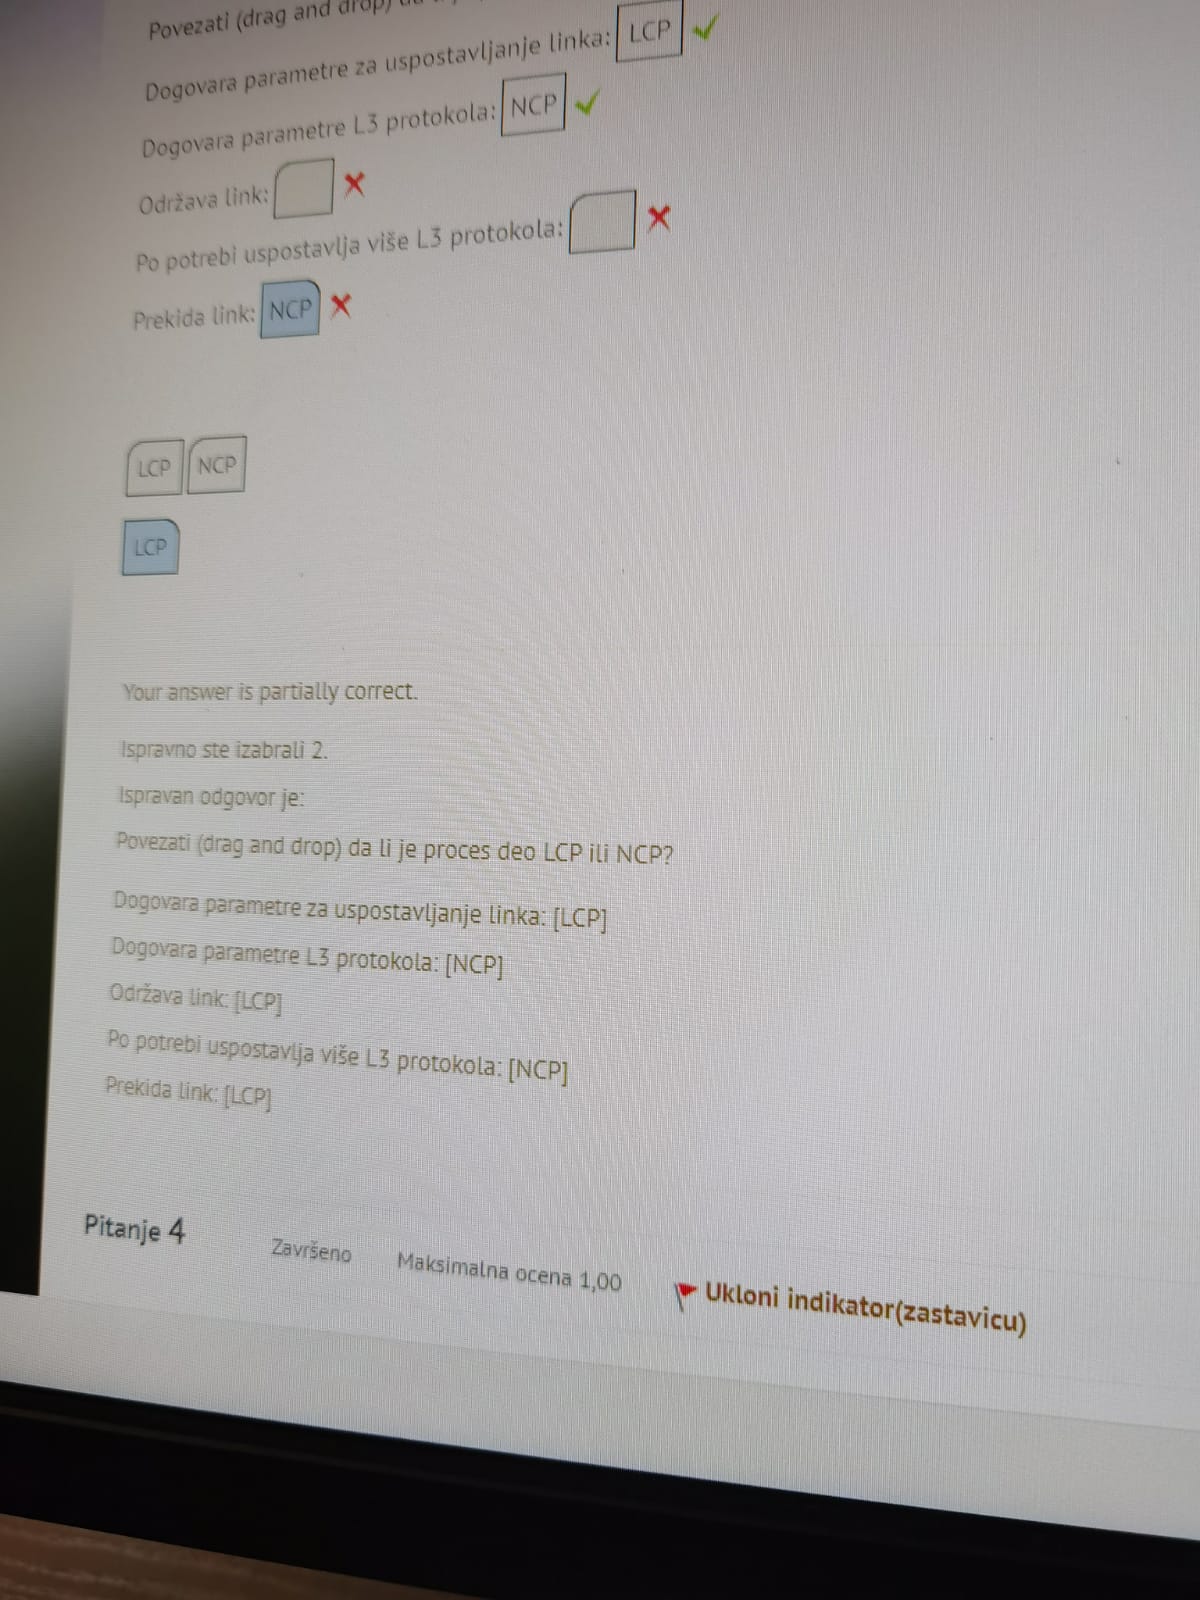 Povezati (drag and drop)
Dogovara parametre za uspostavljanje linka: LCP
Dogovara parametre L3 protokola: NCP
Održava link:
Po potrebi uspostavlja više L3 protokola:
Prekida link: NCP
LCP NCP
LCP
Your answer is partially correct.
Ispravno ste izabrali 2.
Ispravan odgovor je:
Povezati (drag and drop) da li je proces deo LCP ili NCP?
Dogovara parametre za uspostavljanje linka: [LCP]
Dogovara parametre L3 protokola: [NCP]
Održava link: [LCP]
Po potrebi uspostavlja više L3 protokola: [NCP]
Prekida link: [LCP]
Pitanje 4 Završeno Maksimalna ocena 1,00 Ukloni indikator(zastavicu)